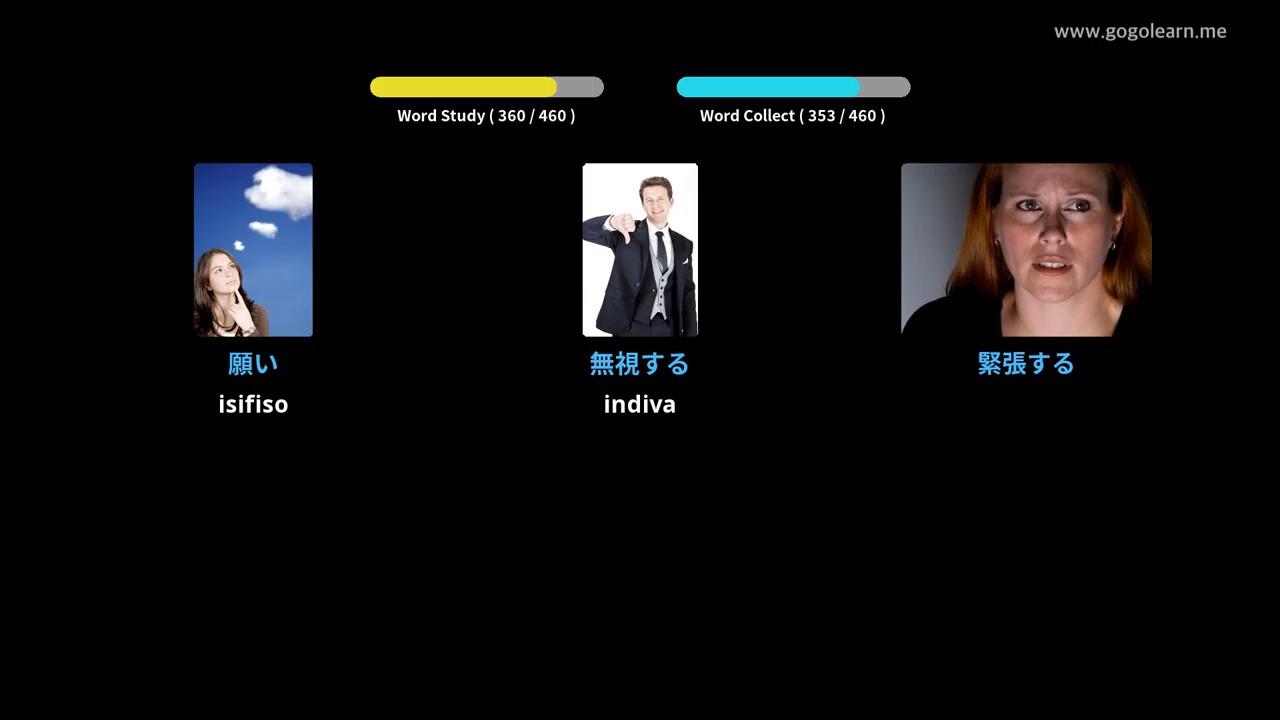 www.gogolearn.me
Word Study ( 360 / 460 )
Word Collect ( 353 / 460 )
願い
無視する
緊張する
isifiso
indiva